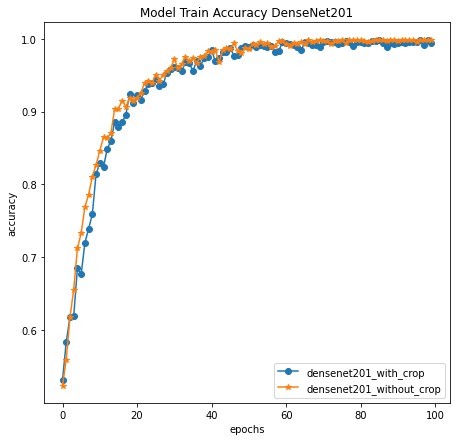 Model Train Accuracy DenseNet201
1.0
0.9
0.8
0.7
0.6
accuracy
0
20
40
60
80
100
epochs
densenet201_with_crop
densenet201_without_crop